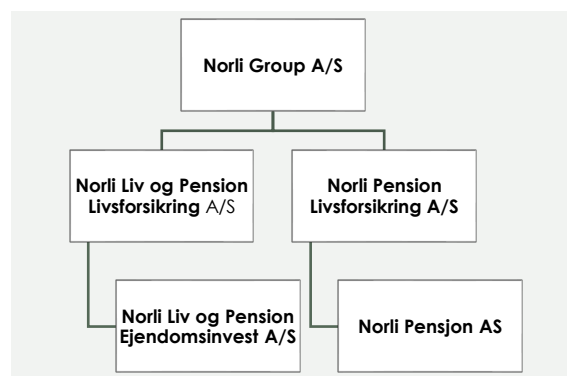 Norli Group A/S
Norli Liv og Pension
Livsforsikring A/S
Norli Pension
Livsforsikring A/S
Norli Liv og Pension
Ejendomsinvest A/S
Norli Pensjon AS